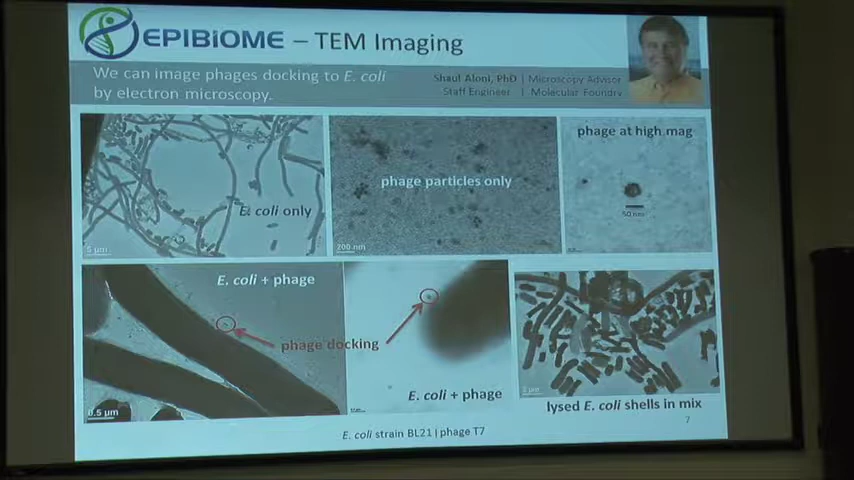 EPIBIOME – TEM Imaging
We can image phages docking to E. coli
by electron microscopy.
Shaul Aloni, PhD | Microscopy Advisor
Staff Engineer | Molecular Foundry
E. coli only
5 µm
phage particles only
200 nm
phage at high mag
50 nm
E. coli + phage
phage docking
0.5 µm
E. coli + phage
lysed E. coli shells in mix
E. coli strain BL21 | phage T7
7